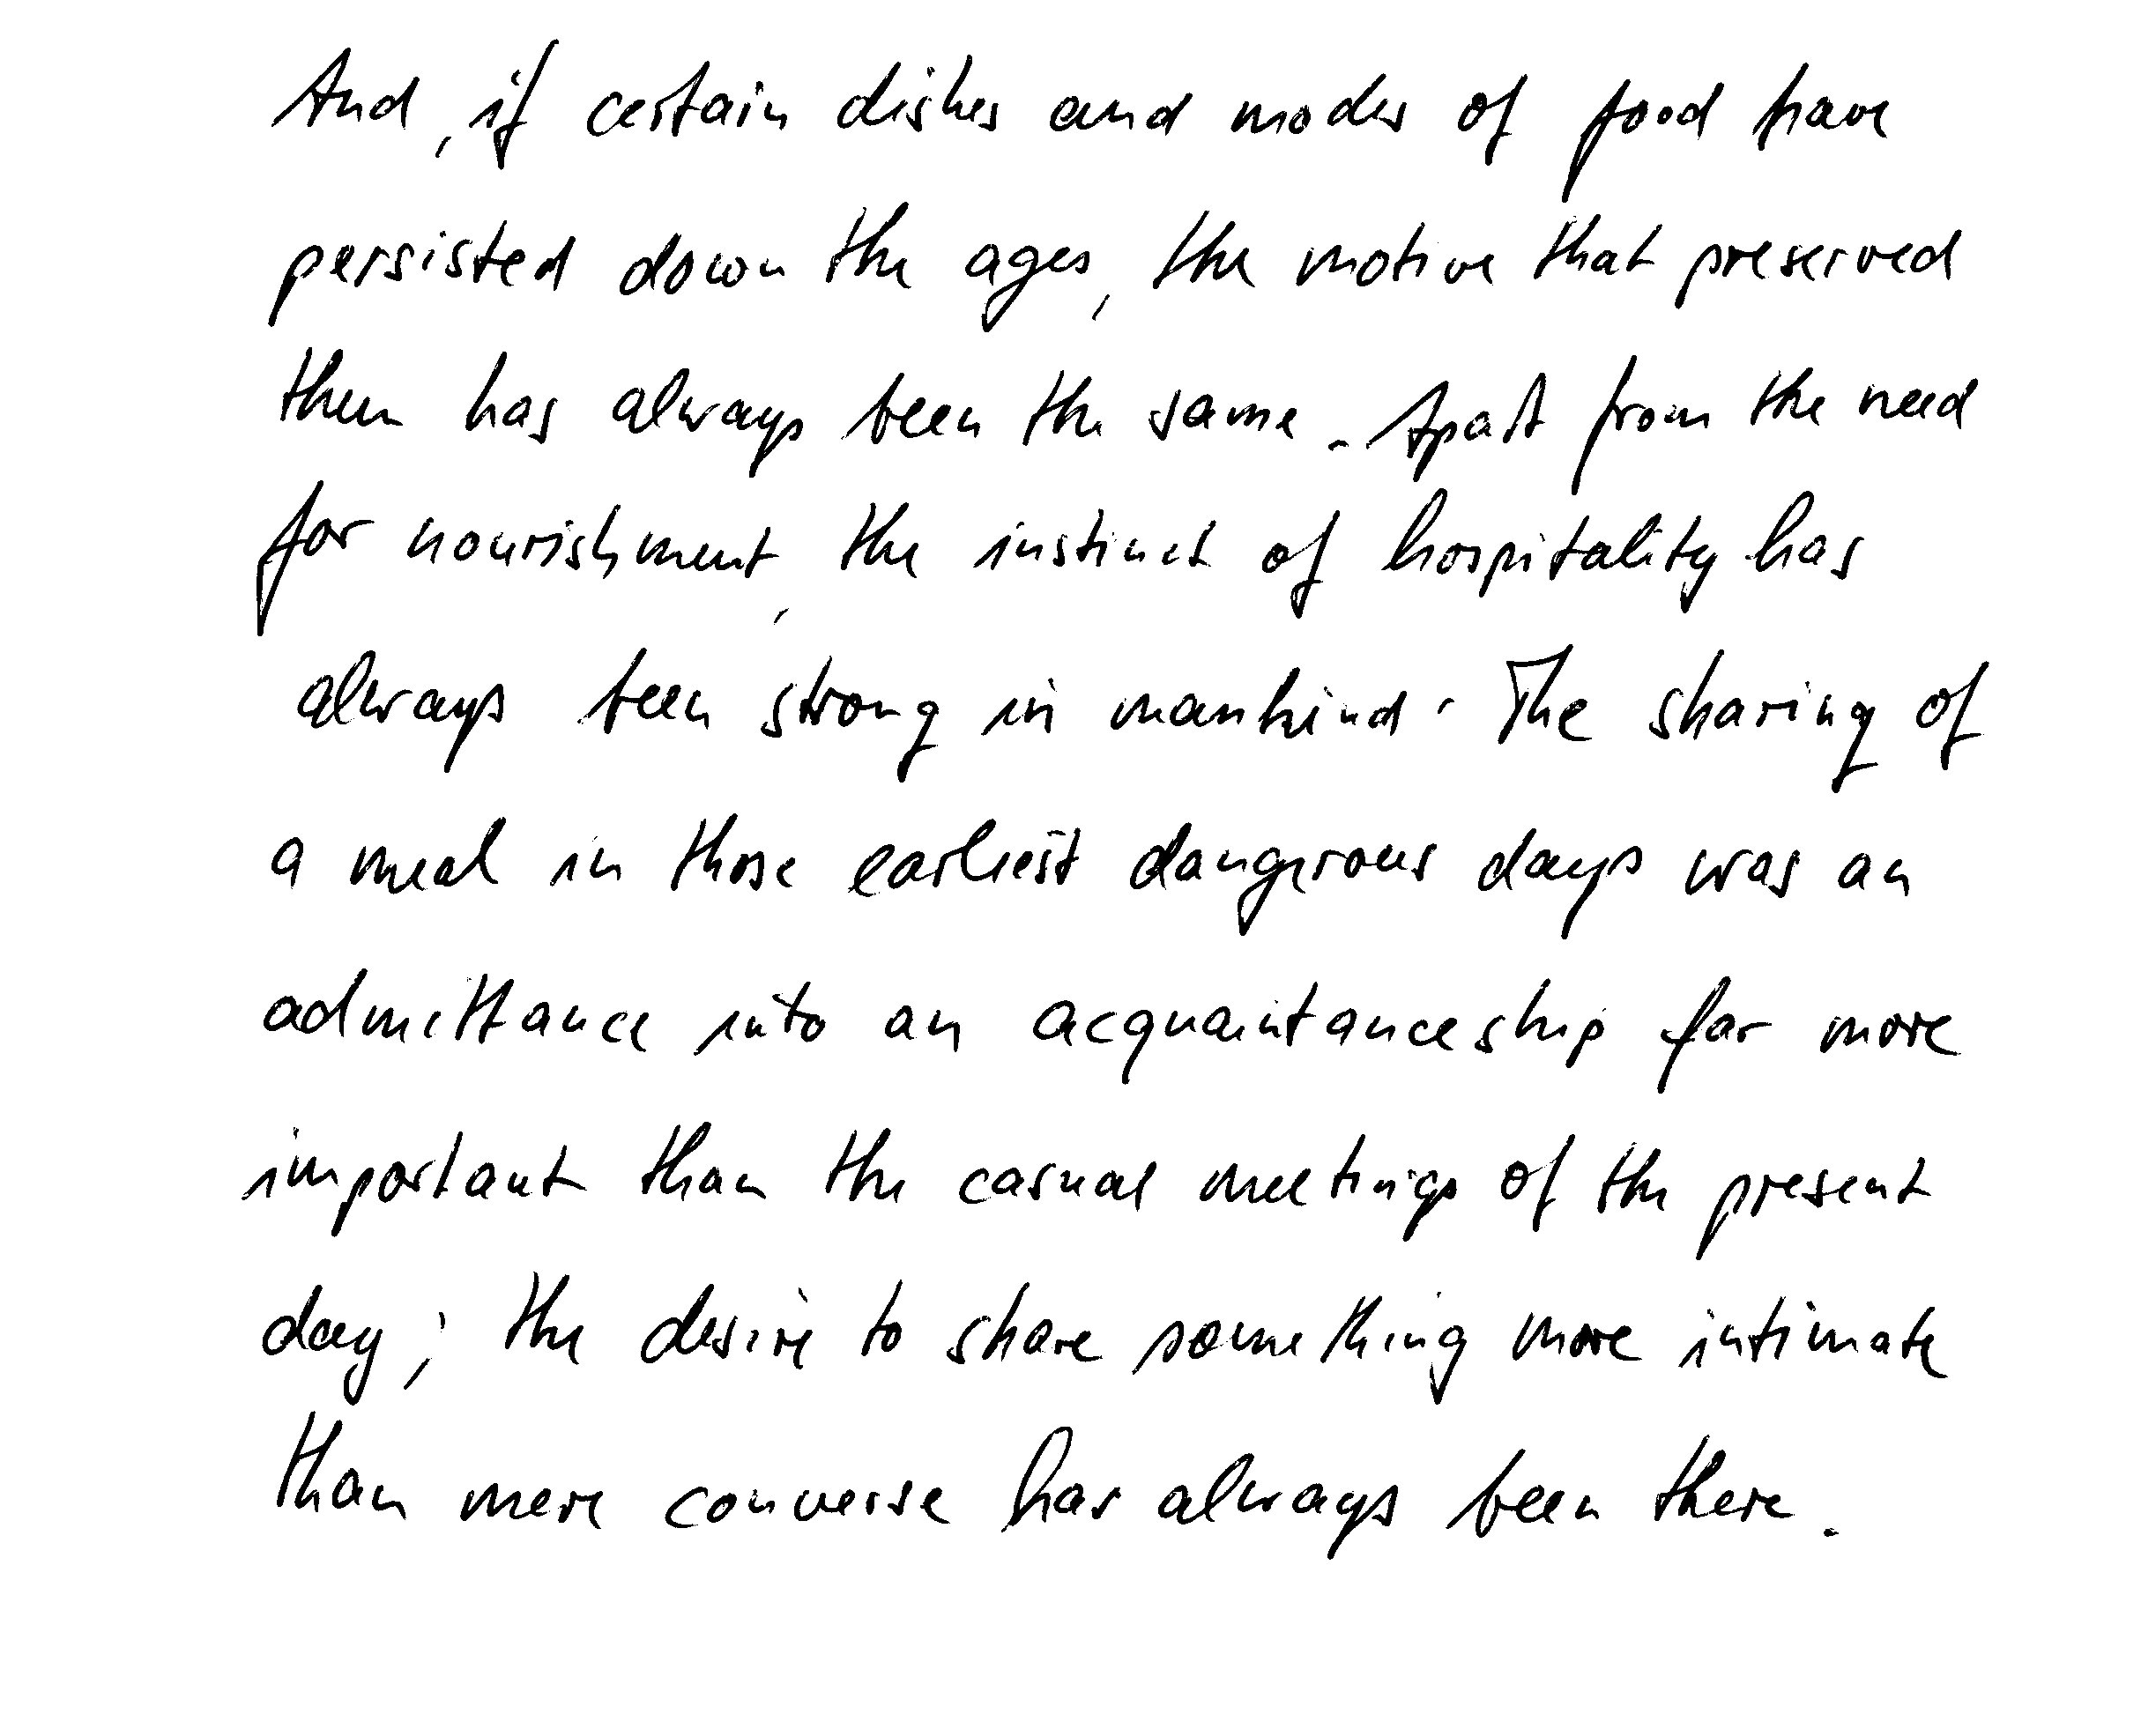 And, if certain dishes and modes of food have
persisted down the ages, the motive that preserved
them has always been the same. Apart from the need
for nourishment, the instinct of hospitality has
always been strong in mankind. The sharing of
a meal in those earliest dangerous days was an
admittance into an acquaintanceship far more
important than the casual meetings of the present
day; the desire to share something more intimate
than mere converse has always been there.